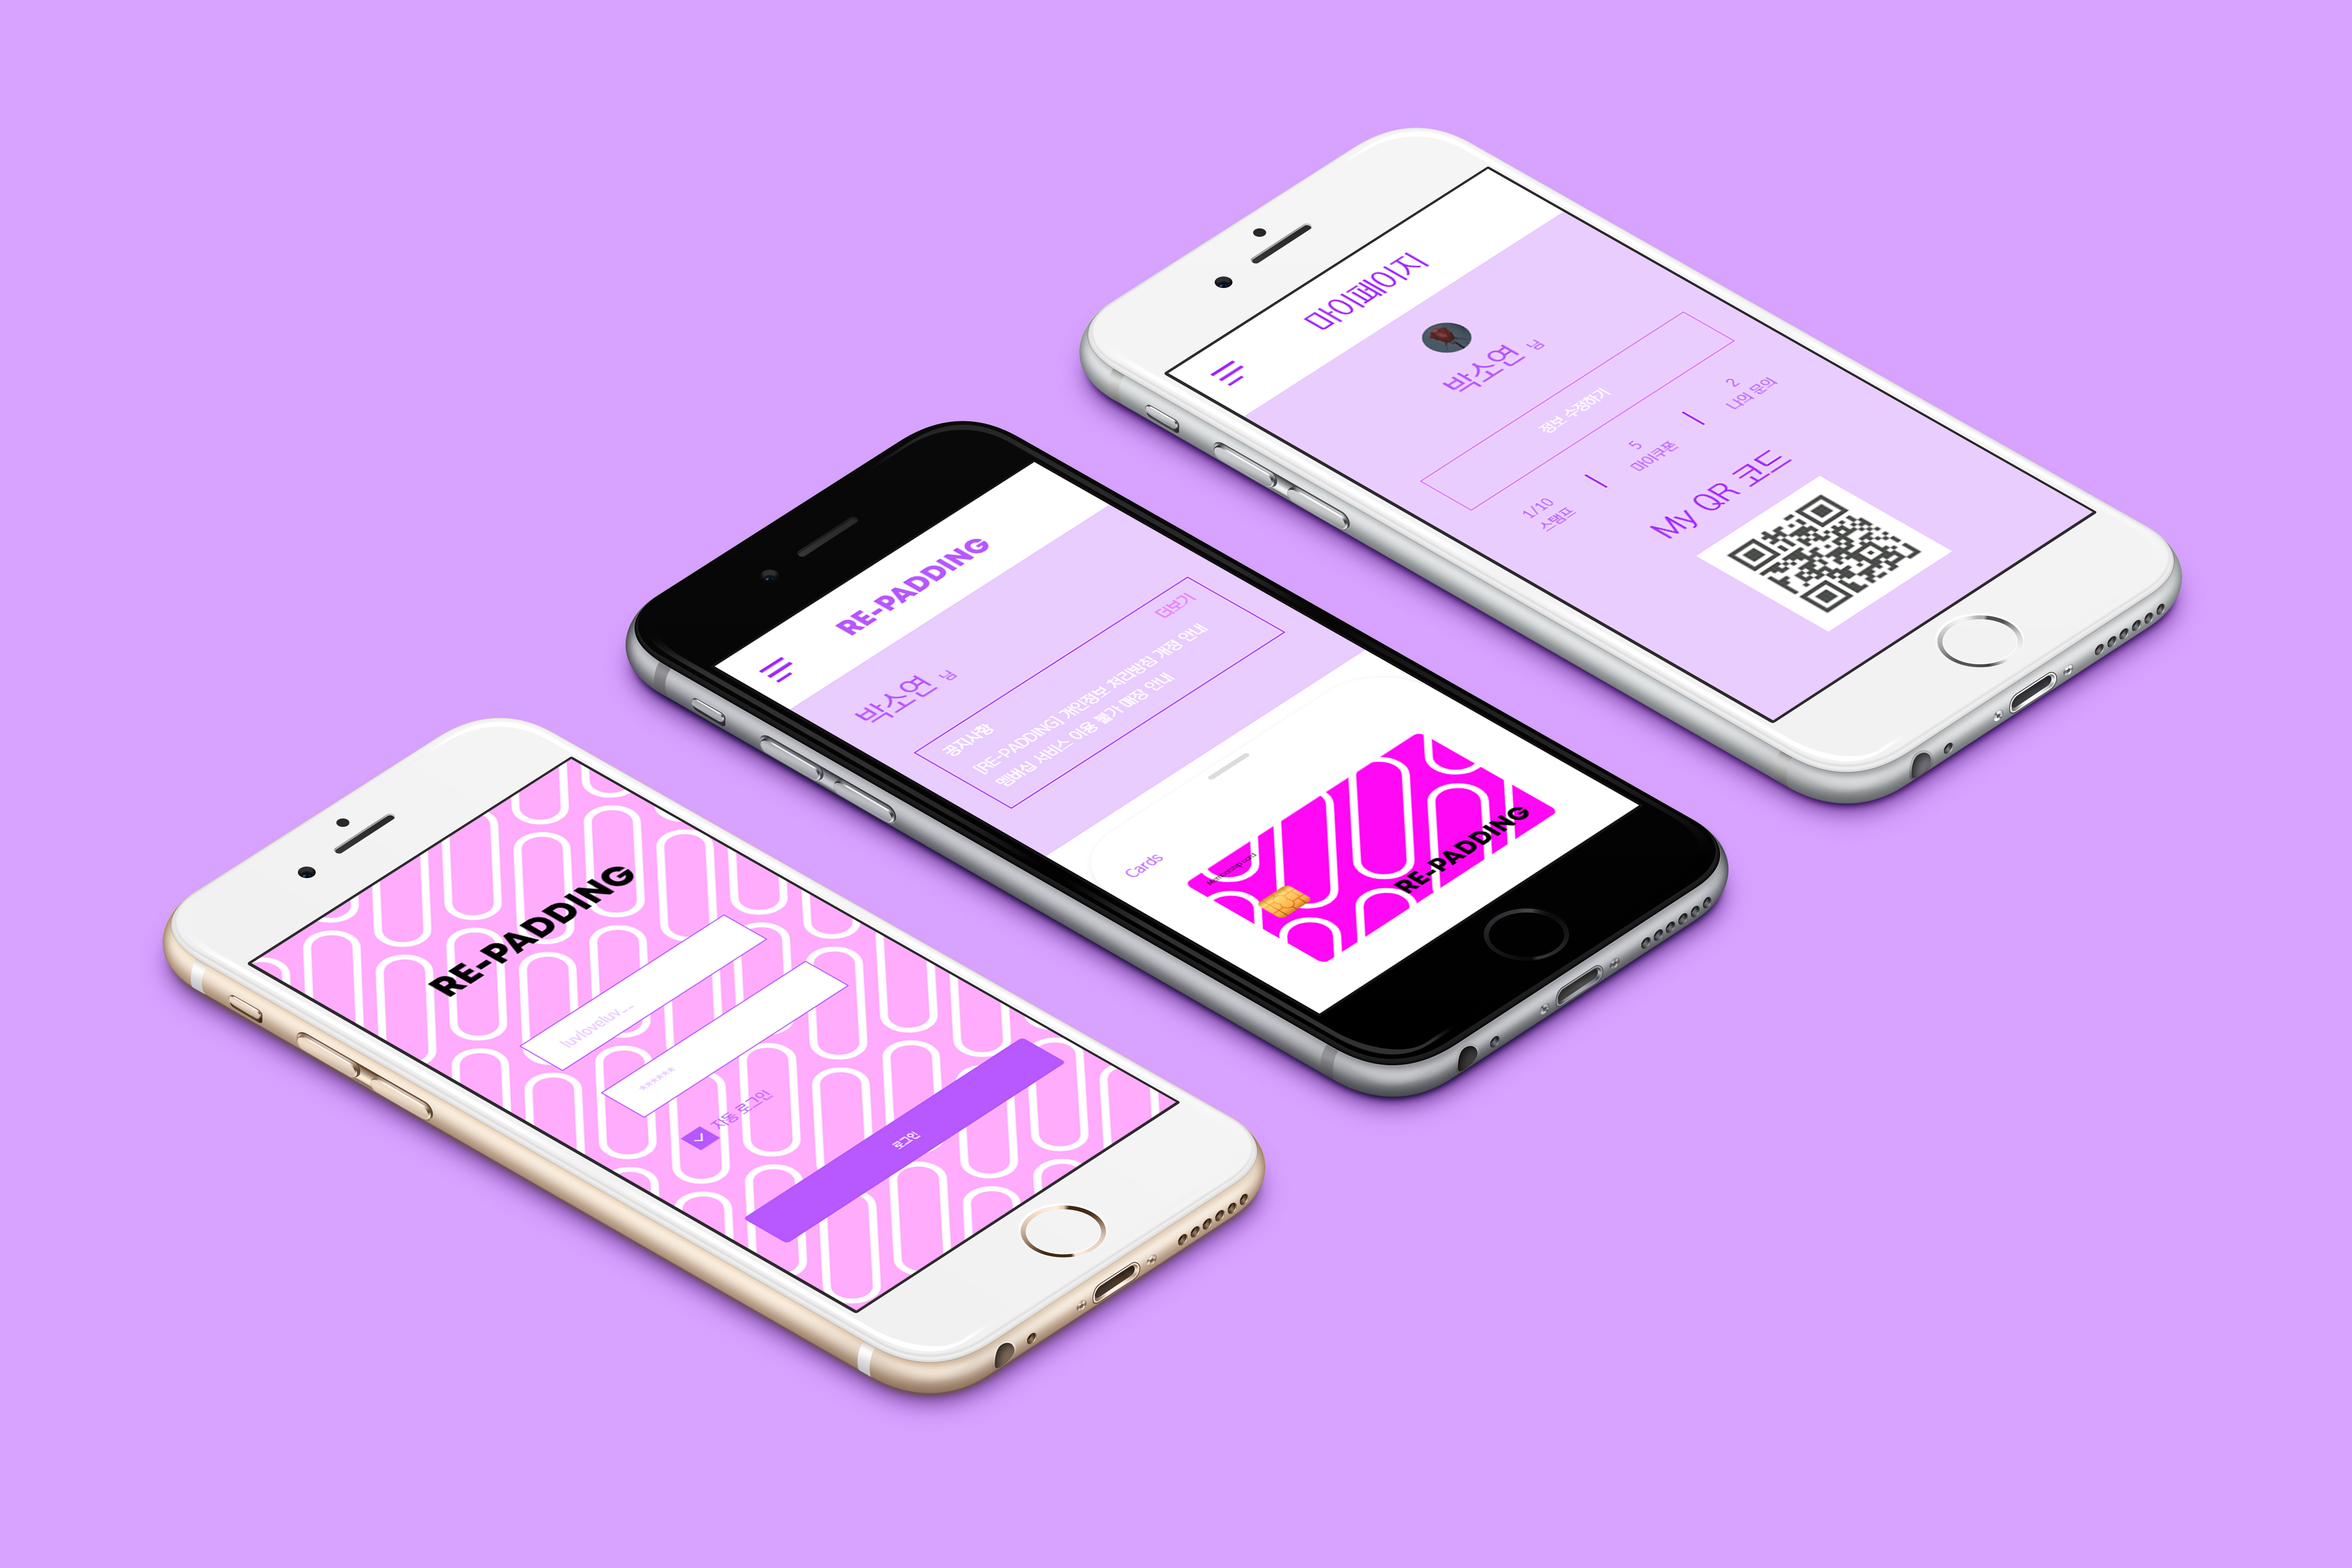 RE-PADDING
luvloveluv__
******
자동 로그인
로그인
RE-PADDING
박소연 님
더보기
공지사항
[RE-PADDING] 개인정보 처리방침 개정 안내
멤버십 서비스 이용 불가 매장 안내
Cards
RE-PADDING
마이페이지
박소연 님
정보 수정하기
1/10
스탬프
5
마이쿠폰
2
나의 문의
My QR 코드